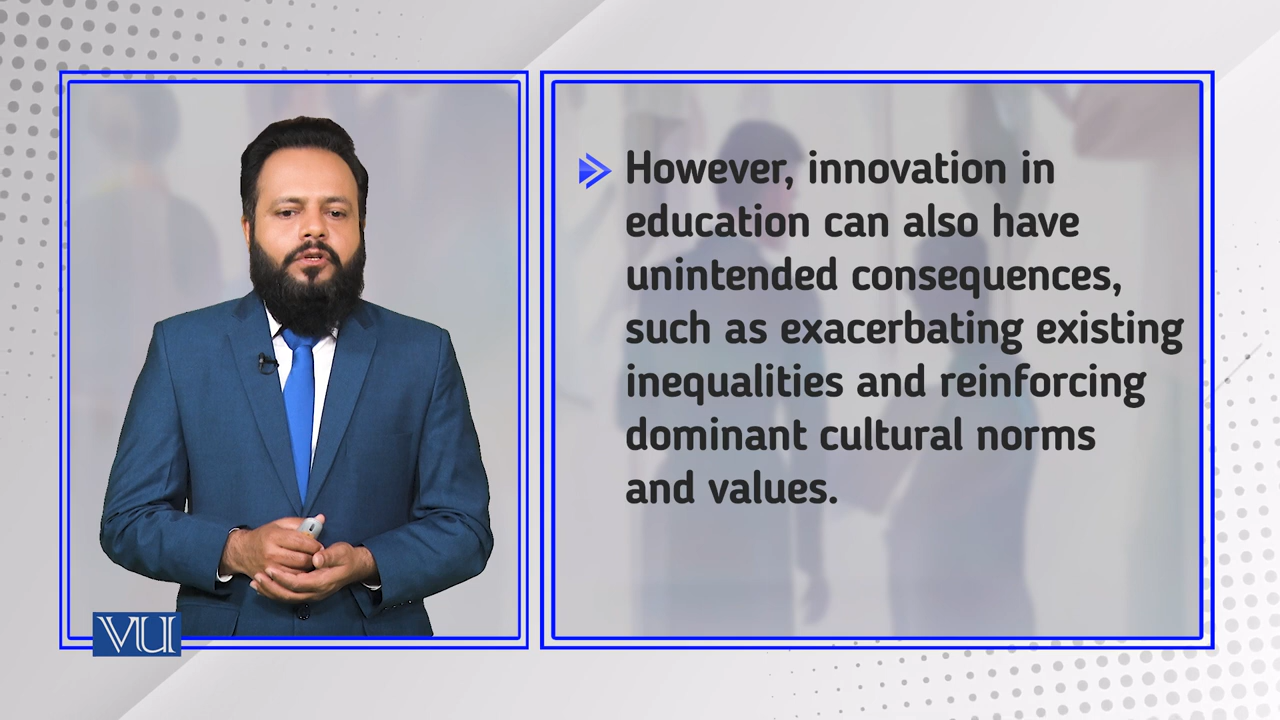 However, innovation in
education can also have
unintended consequences,
such as exacerbating existing
inequalities and reinforcing
dominant cultural norms
and values.
VU